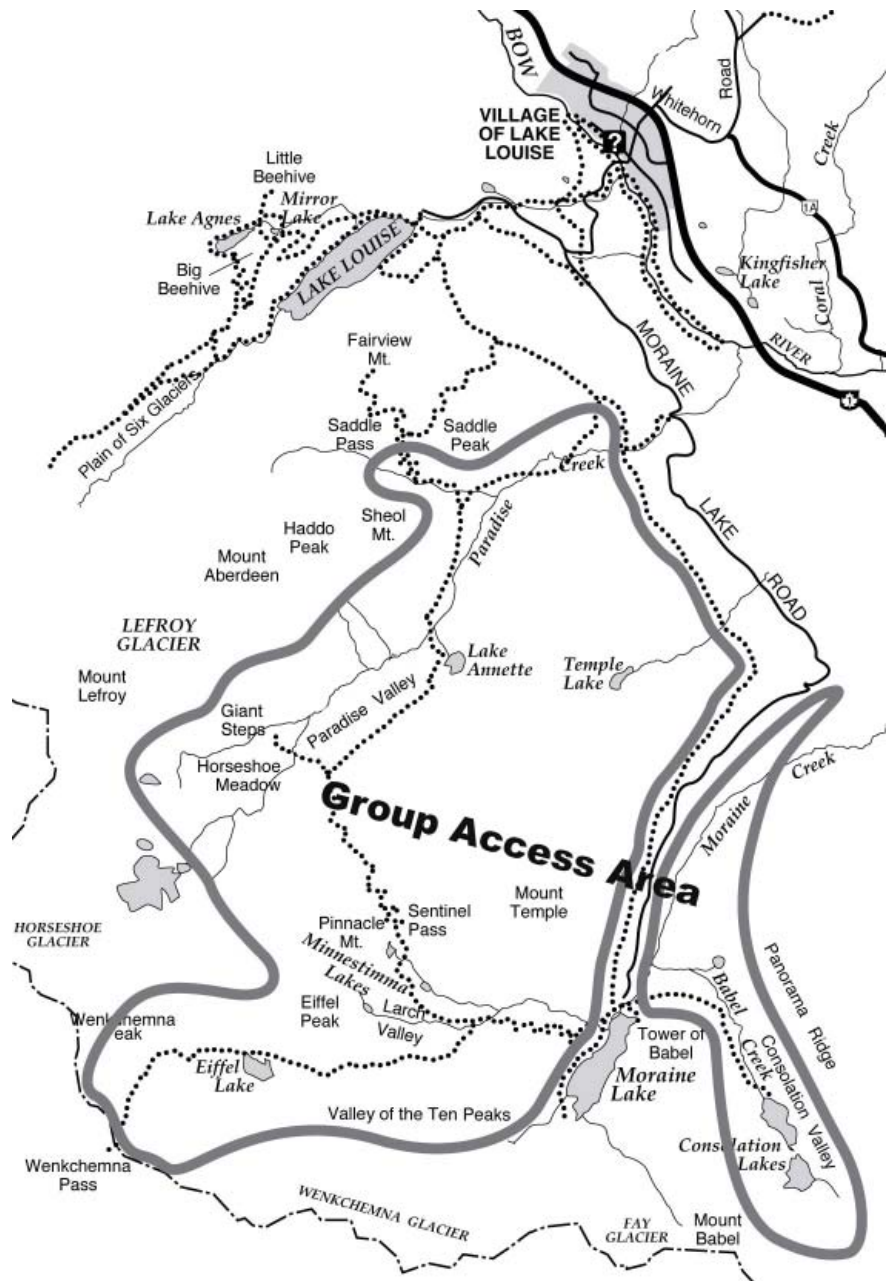 BOW
Road
Whitehorn
VILLAGE
OF LAKE
LOUISE
?
Creek
Little
Beehive
Mirror
Lake
Lake Agnes
1A
Big
Beehive
LAKE LOUISE
Kingfisher
Lake
Coral
Fairview
Mt.
MORAINE
RIVER
Plain of Six Glaciers
1
Saddle
Pass
Saddle
Peak
Creek
Sheol
Mt.
Haddo
Peak
Paradise
LAKE
Mount
Aberdeen
ROAD
LEFROY
GLACIER
Lake
Annette
Temple
Lake
Mount
Lefroy
Giant
Steps
Paradise Valley
Horseshoe
Meadow
Creek
Moraine
Group Access Area
Mount
Temple
Sentinel
Pass
Pinnacle
Mt.
HORSESHOE
GLACIER
Minnestimma
Lakes
Panorama Ridge
Eiffel
Peak
Larch
Valley
Babel
Creek
Wenkchemna
eak
Tower of
Babel
Consolation Valley
Eiffel
Lake
Moraine
Lake
Valley of the Ten Peaks
Consolation
Lakes
Wenkchemna
Pass
WENKCHEMNA GLACIER
FAY
GLACIER
Mount
Babel